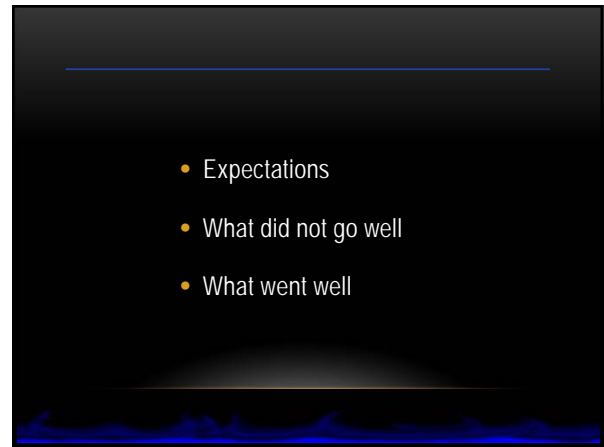 • Expectations
• What did not go well
• What went well